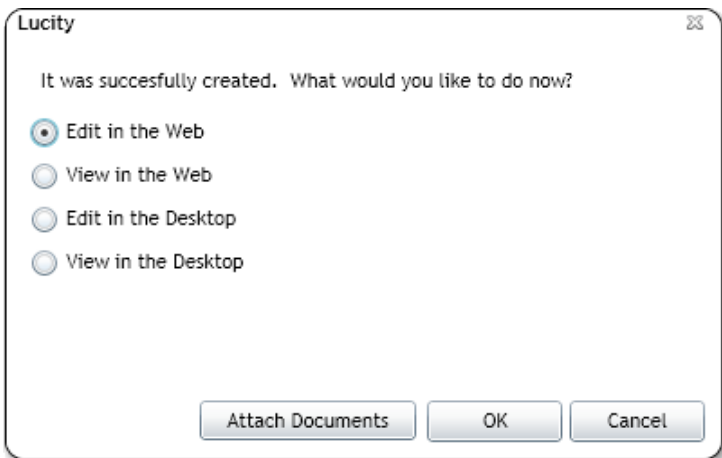 Lucity
It was succesfully created. What would you like to do now?
Edit in the Web
View in the Web
Edit in the Desktop
View in the Desktop
Attach Documents OK Cancel